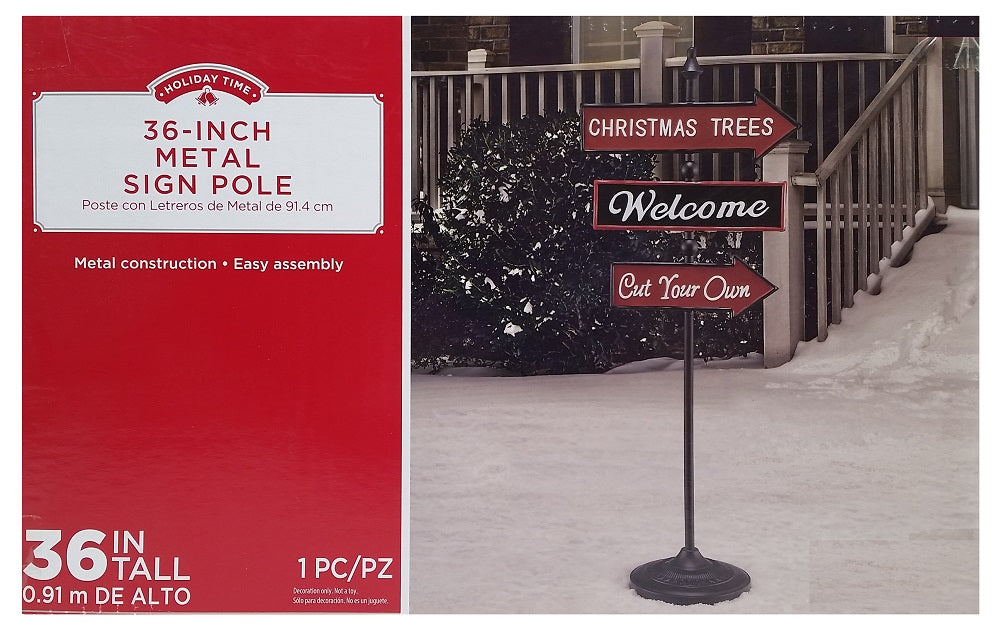 HOLIDAY TIME
36-INCH
METAL
SIGN POLE
Poste con Letreros de Metal de 91.4 cm
Metal construction • Easy assembly
36 IN
TALL
0.91 m DE ALTO
1 PC/PZ
Decoration only. Not a toy.
Sólo para decoración. No es un juguete.
CHRISTMAS TREES
Welcome
Cut Your Own